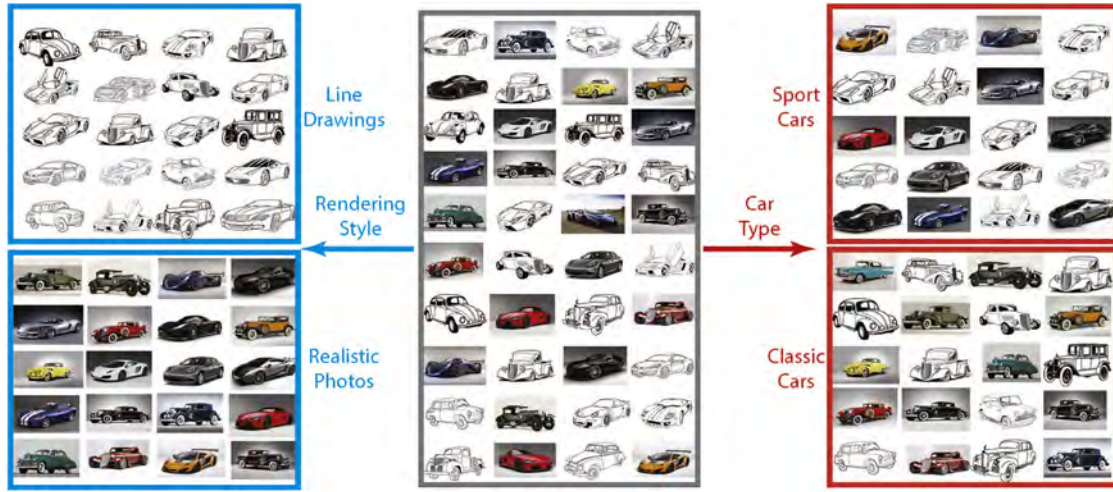 Line
Drawings
Rendering
Style
Realistic
Photos
Sport
Cars
Car
Type
Classic
Cars